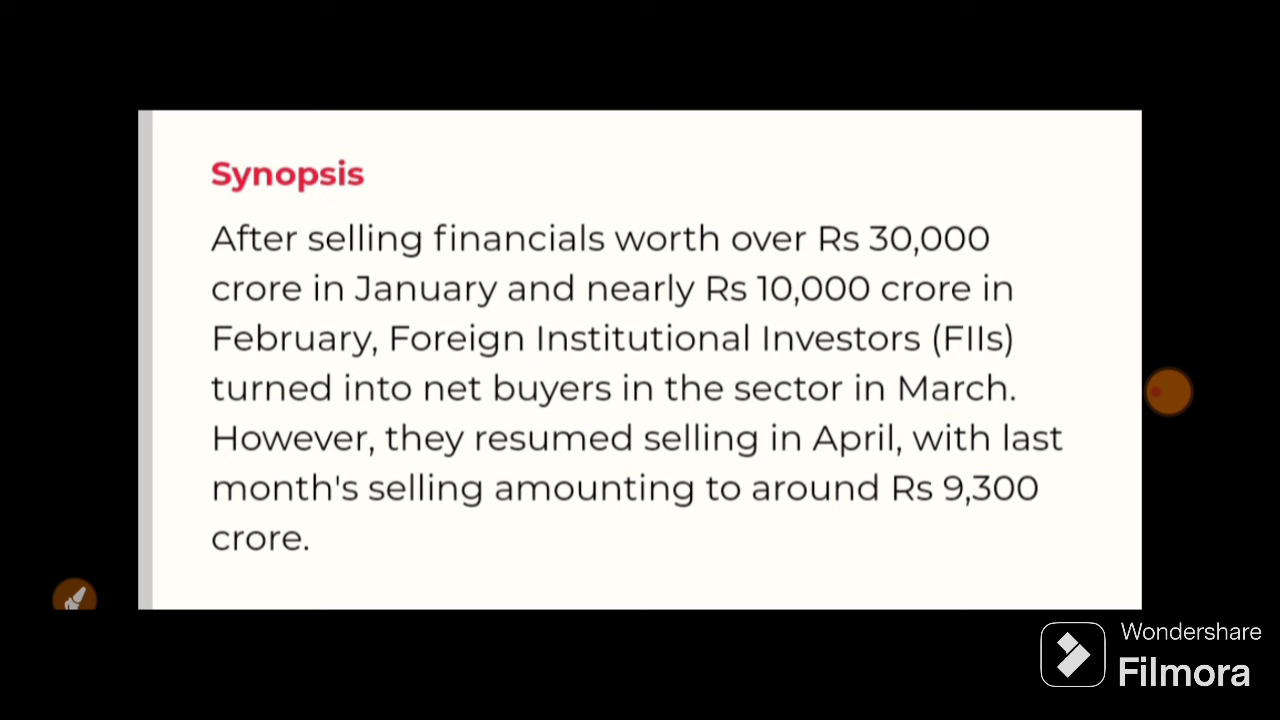 Synopsis
After selling financials worth over Rs 30,000
crore in January and nearly Rs 10,000 crore in
February, Foreign Institutional Investors (FIIs)
turned into net buyers in the sector in March.
However, they resumed selling in April, with last
month's selling amounting to around Rs 9,300
crore.
Wondershare
Filmora